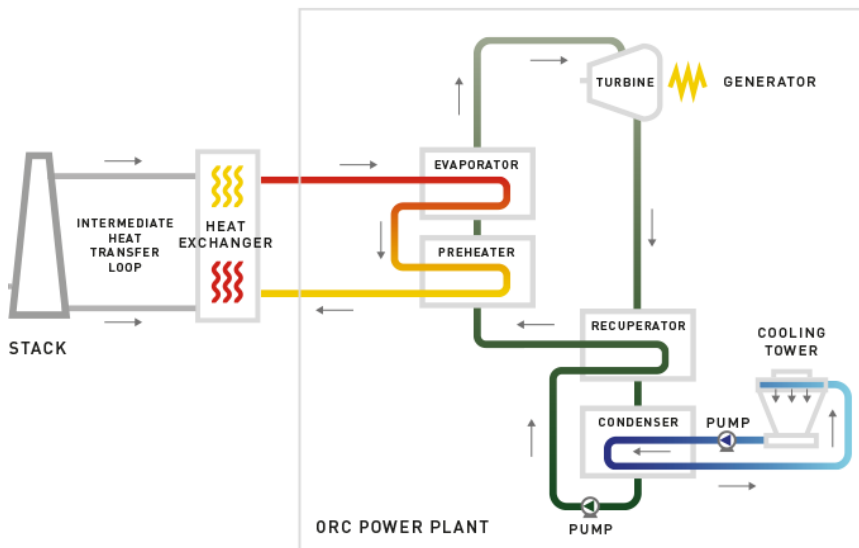 TURBINE
GENERATOR
EVAPORATOR
INTERMEDIATE
HEAT
TRANSFER
LOOP
HEAT
EXCHANGER
PREHEATER
STACK
RECUPERATOR
COOLING
TOWER
CONDENSER
PUMP
PUMP
ORC POWER PLANT